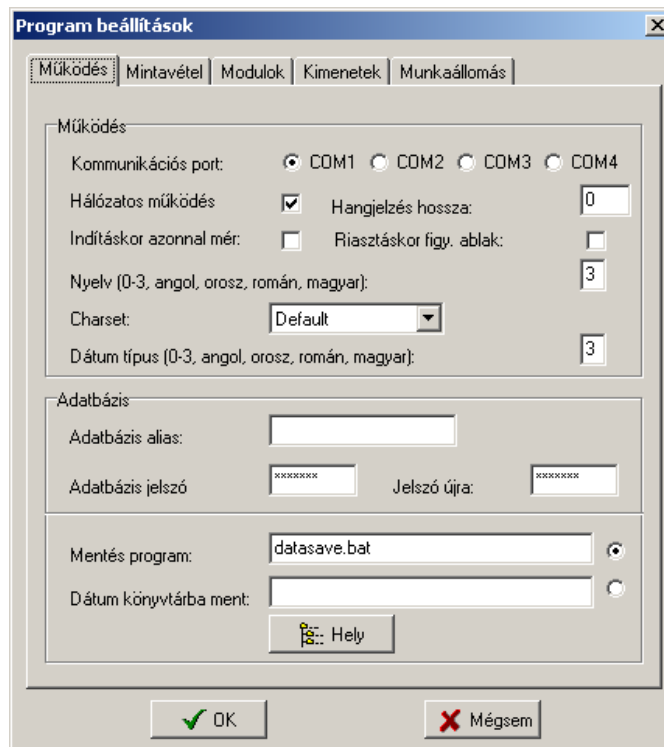 Program beállítások
Működés Mintavétel Modulok Kimenetek Munkaállomás
Működés
Kommunikációs port: COM1 COM2 COM3 COM4
Hálózatos működés Hangjelzés hossza: 0
Indításkor azonnal mér: Riasztáskor figy. ablak:
Nyelv (0-3, angol, orosz, román, magyar): 3
Charset: Default
Dátum típus (0-3, angol, orosz, román, magyar): 3
Adatbázis
Adatbázis alias:
Adatbázis jelszó ******* Jelszó újra: *******
Mentés program: datasave.bat
Dátum könyvtárba ment:
Hely
OK Mégsem